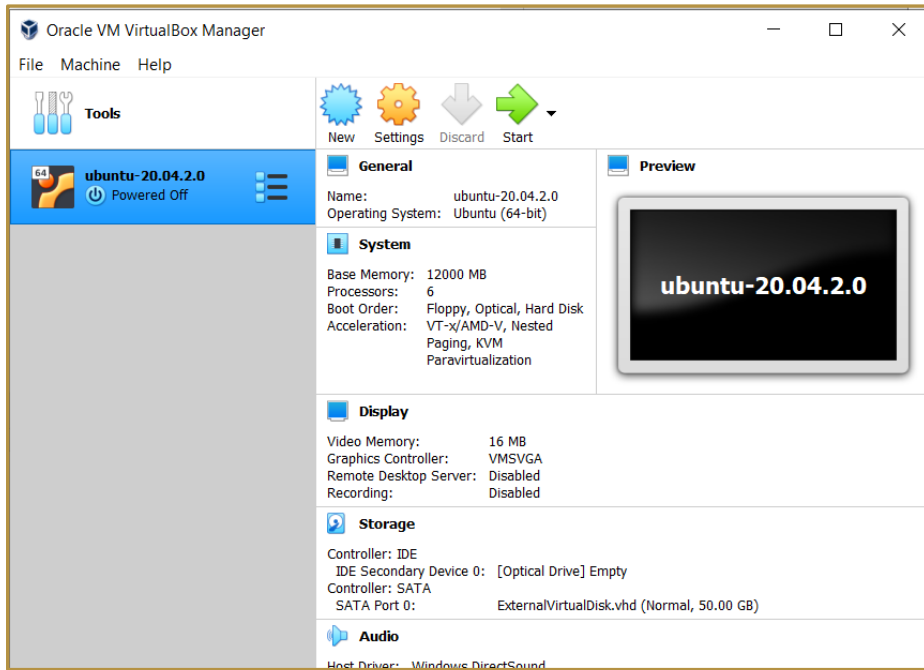 Oracle VM VirtualBox Manager
File Machine Help
Tools
New Settings Discard Start
64
ubuntu-20.04.2.0
Powered Off
General
Name: ubuntu-20.04.2.0
Operating System: Ubuntu (64-bit)
System
Base Memory: 12000 MB
Processors: 6
Boot Order: Floppy, Optical, Hard Disk
Acceleration: VT-x/AMD-V, Nested
Paging, KVM
Paravirtualization
Preview
ubuntu-20.04.2.0
Display
Video Memory: 16 MB
Graphics Controller: VMSVGA
Remote Desktop Server: Disabled
Recording: Disabled
Storage
Controller: IDE
IDE Secondary Device 0: [Optical Drive] Empty
Controller: SATA
SATA Port 0: ExternalVirtualDisk.vhd (Normal, 50.00 GB)
Audio
Host Driver: Windows DirectSound